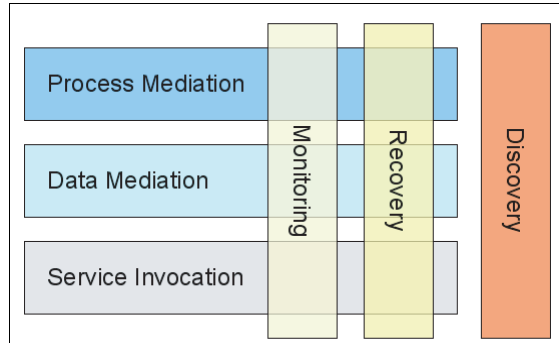 Process Mediation
Data Mediation
Service Invocation
Monitoring
Recovery
Discovery